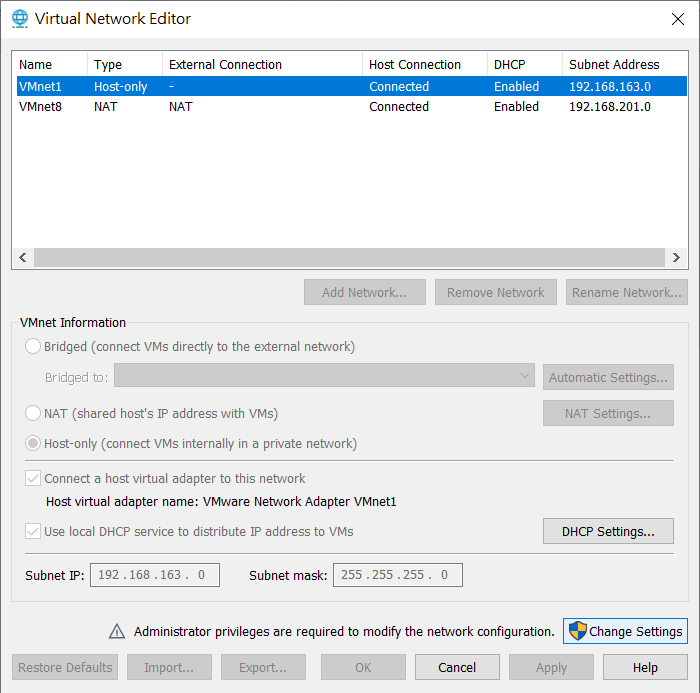 Virtual Network Editor
Name Type External Connection Host Connection DHCP Subnet Address
VMnet1 Host-only - Connected Enabled 192.168.163.0
VMnet8 NAT NAT Connected Enabled 192.168.201.0
Add Network... Remove Network Rename Network...
VMnet Information
Bridged (connect VMs directly to the external network)
Bridged to: Automatic Settings...
NAT (shared host's IP address with VMs) NAT Settings...
Host-only (connect VMs internally in a private network)
Connect a host virtual adapter to this network
Host virtual adapter name: VMware Network Adapter VMnet1
Use local DHCP service to distribute IP address to VMs DHCP Settings...
Subnet IP: 192 . 168 . 163 . 0 Subnet mask: 255 . 255 . 255 . 0
Administrator privileges are required to modify the network configuration. Change Settings
Restore Defaults Import... Export... OK Cancel Apply Help